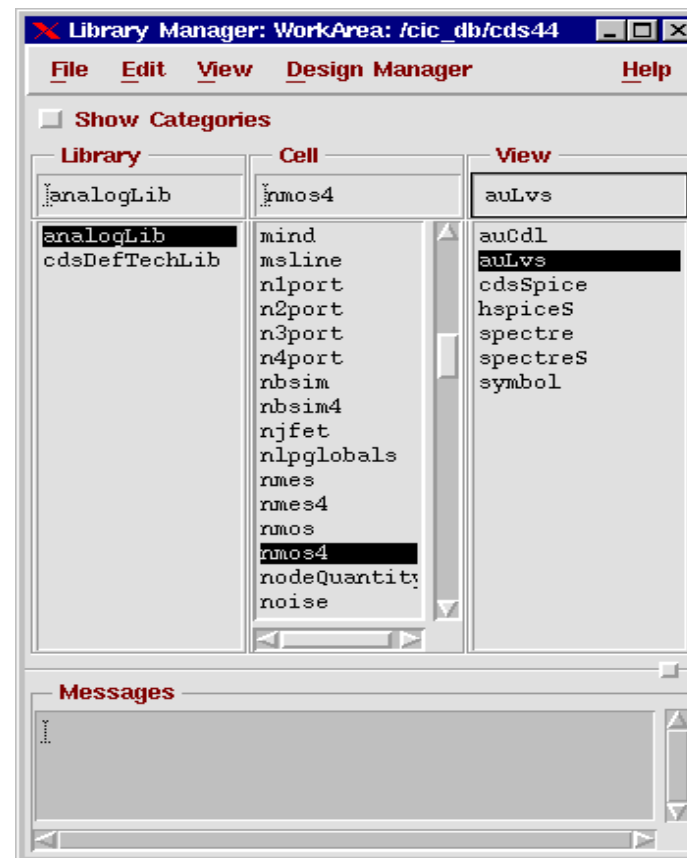 Library Manager: WorkArea: /cic_db/cds44
File Edit View Design Manager Help
Show Categories
Library Cell View
analogLib nmos4 auLvs
analogLib
cdsDefTechLib
mind
msline
n1port
n2port
n3port
n4port
nbsim
nbsim4
njfet
nlpglobals
nmes
nmes4
nmos
nmos4
nodeQuantity
noise
auCdl
auLvs
cdsSpice
hspiceS
spectre
spectreS
symbol
Messages